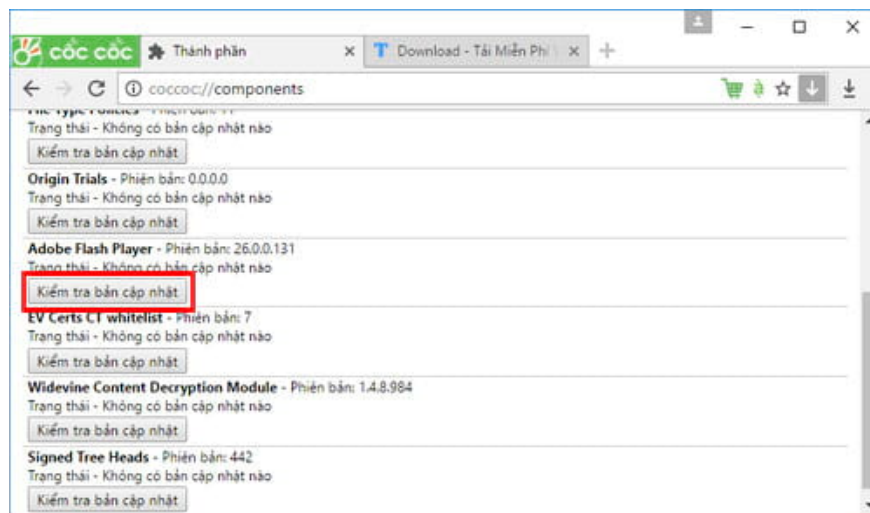 cốc cốc Thành phần Download - Tải Miễn Phí
coccoc://components
File Type Policies - Phiên bản: 11
Trạng thái - Không có bản cập nhật nào
Kiểm tra bản cập nhật
Origin Trials - Phiên bản: 0.0.0.0
Trạng thái - Không có bản cập nhật nào
Kiểm tra bản cập nhật
Adobe Flash Player - Phiên bản: 26.0.0.131
Trạng thái - Không có bản cập nhật nào
Kiểm tra bản cập nhật
EV Certs CT whitelist - Phiên bản: 7
Trạng thái - Không có bản cập nhật nào
Kiểm tra bản cập nhật
Widevine Content Decryption Module - Phiên bản: 1.4.8.984
Trạng thái - Không có bản cập nhật nào
Kiểm tra bản cập nhật
Signed Tree Heads - Phiên bản: 442
Trạng thái - Không có bản cập nhật nào
Kiểm tra bản cập nhật